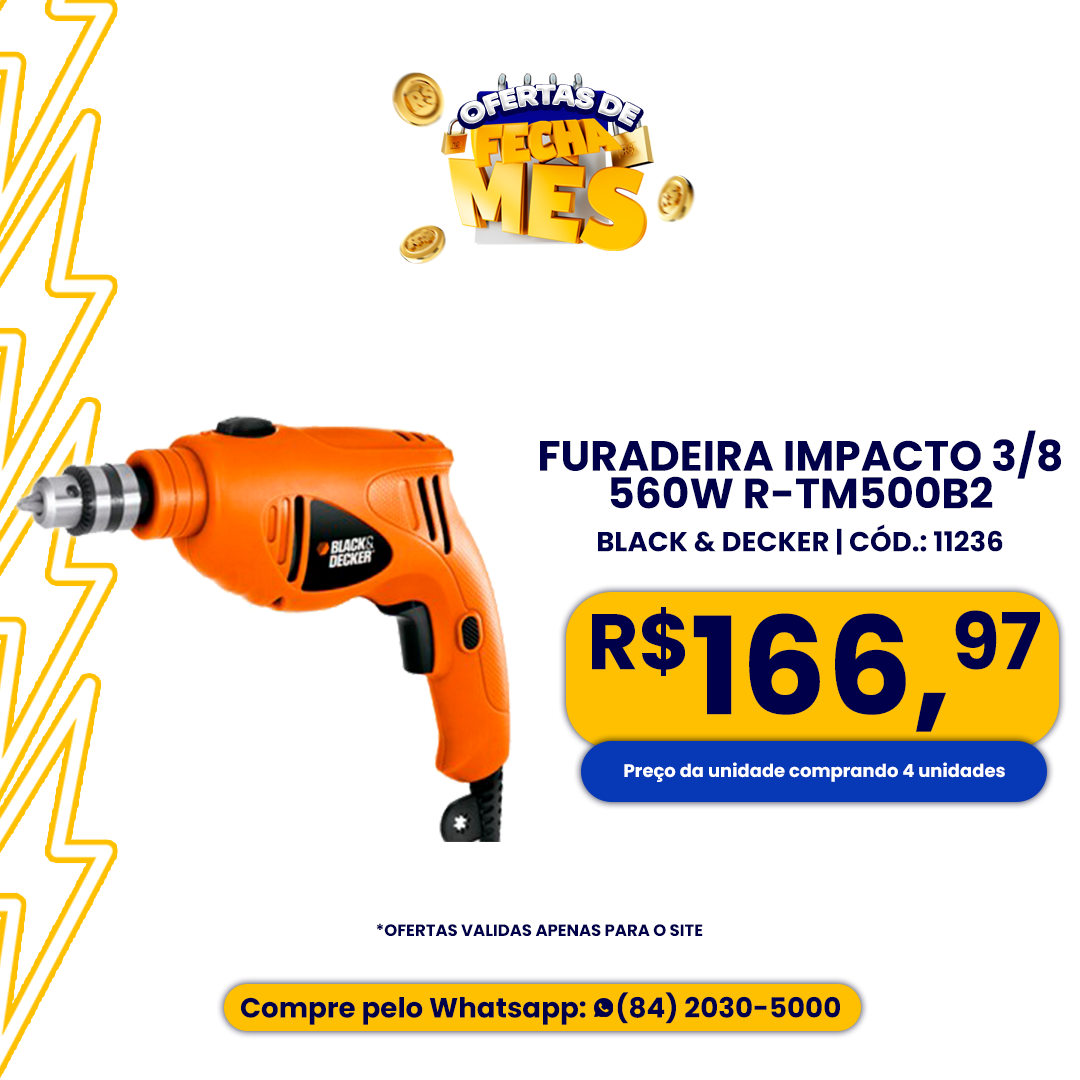 OFERTAS DE
FECHA
MES
BLACK&
DECKER
FURADEIRA IMPACTO 3/8
560W R-TM500B2
BLACK & DECKER | CÓD.: 11236
R$166,97
Preço da unidade comprando 4 unidades
*OFERTAS VALIDAS APENAS PARA O SITE
Compre pelo Whatsapp: (84) 2030-5000